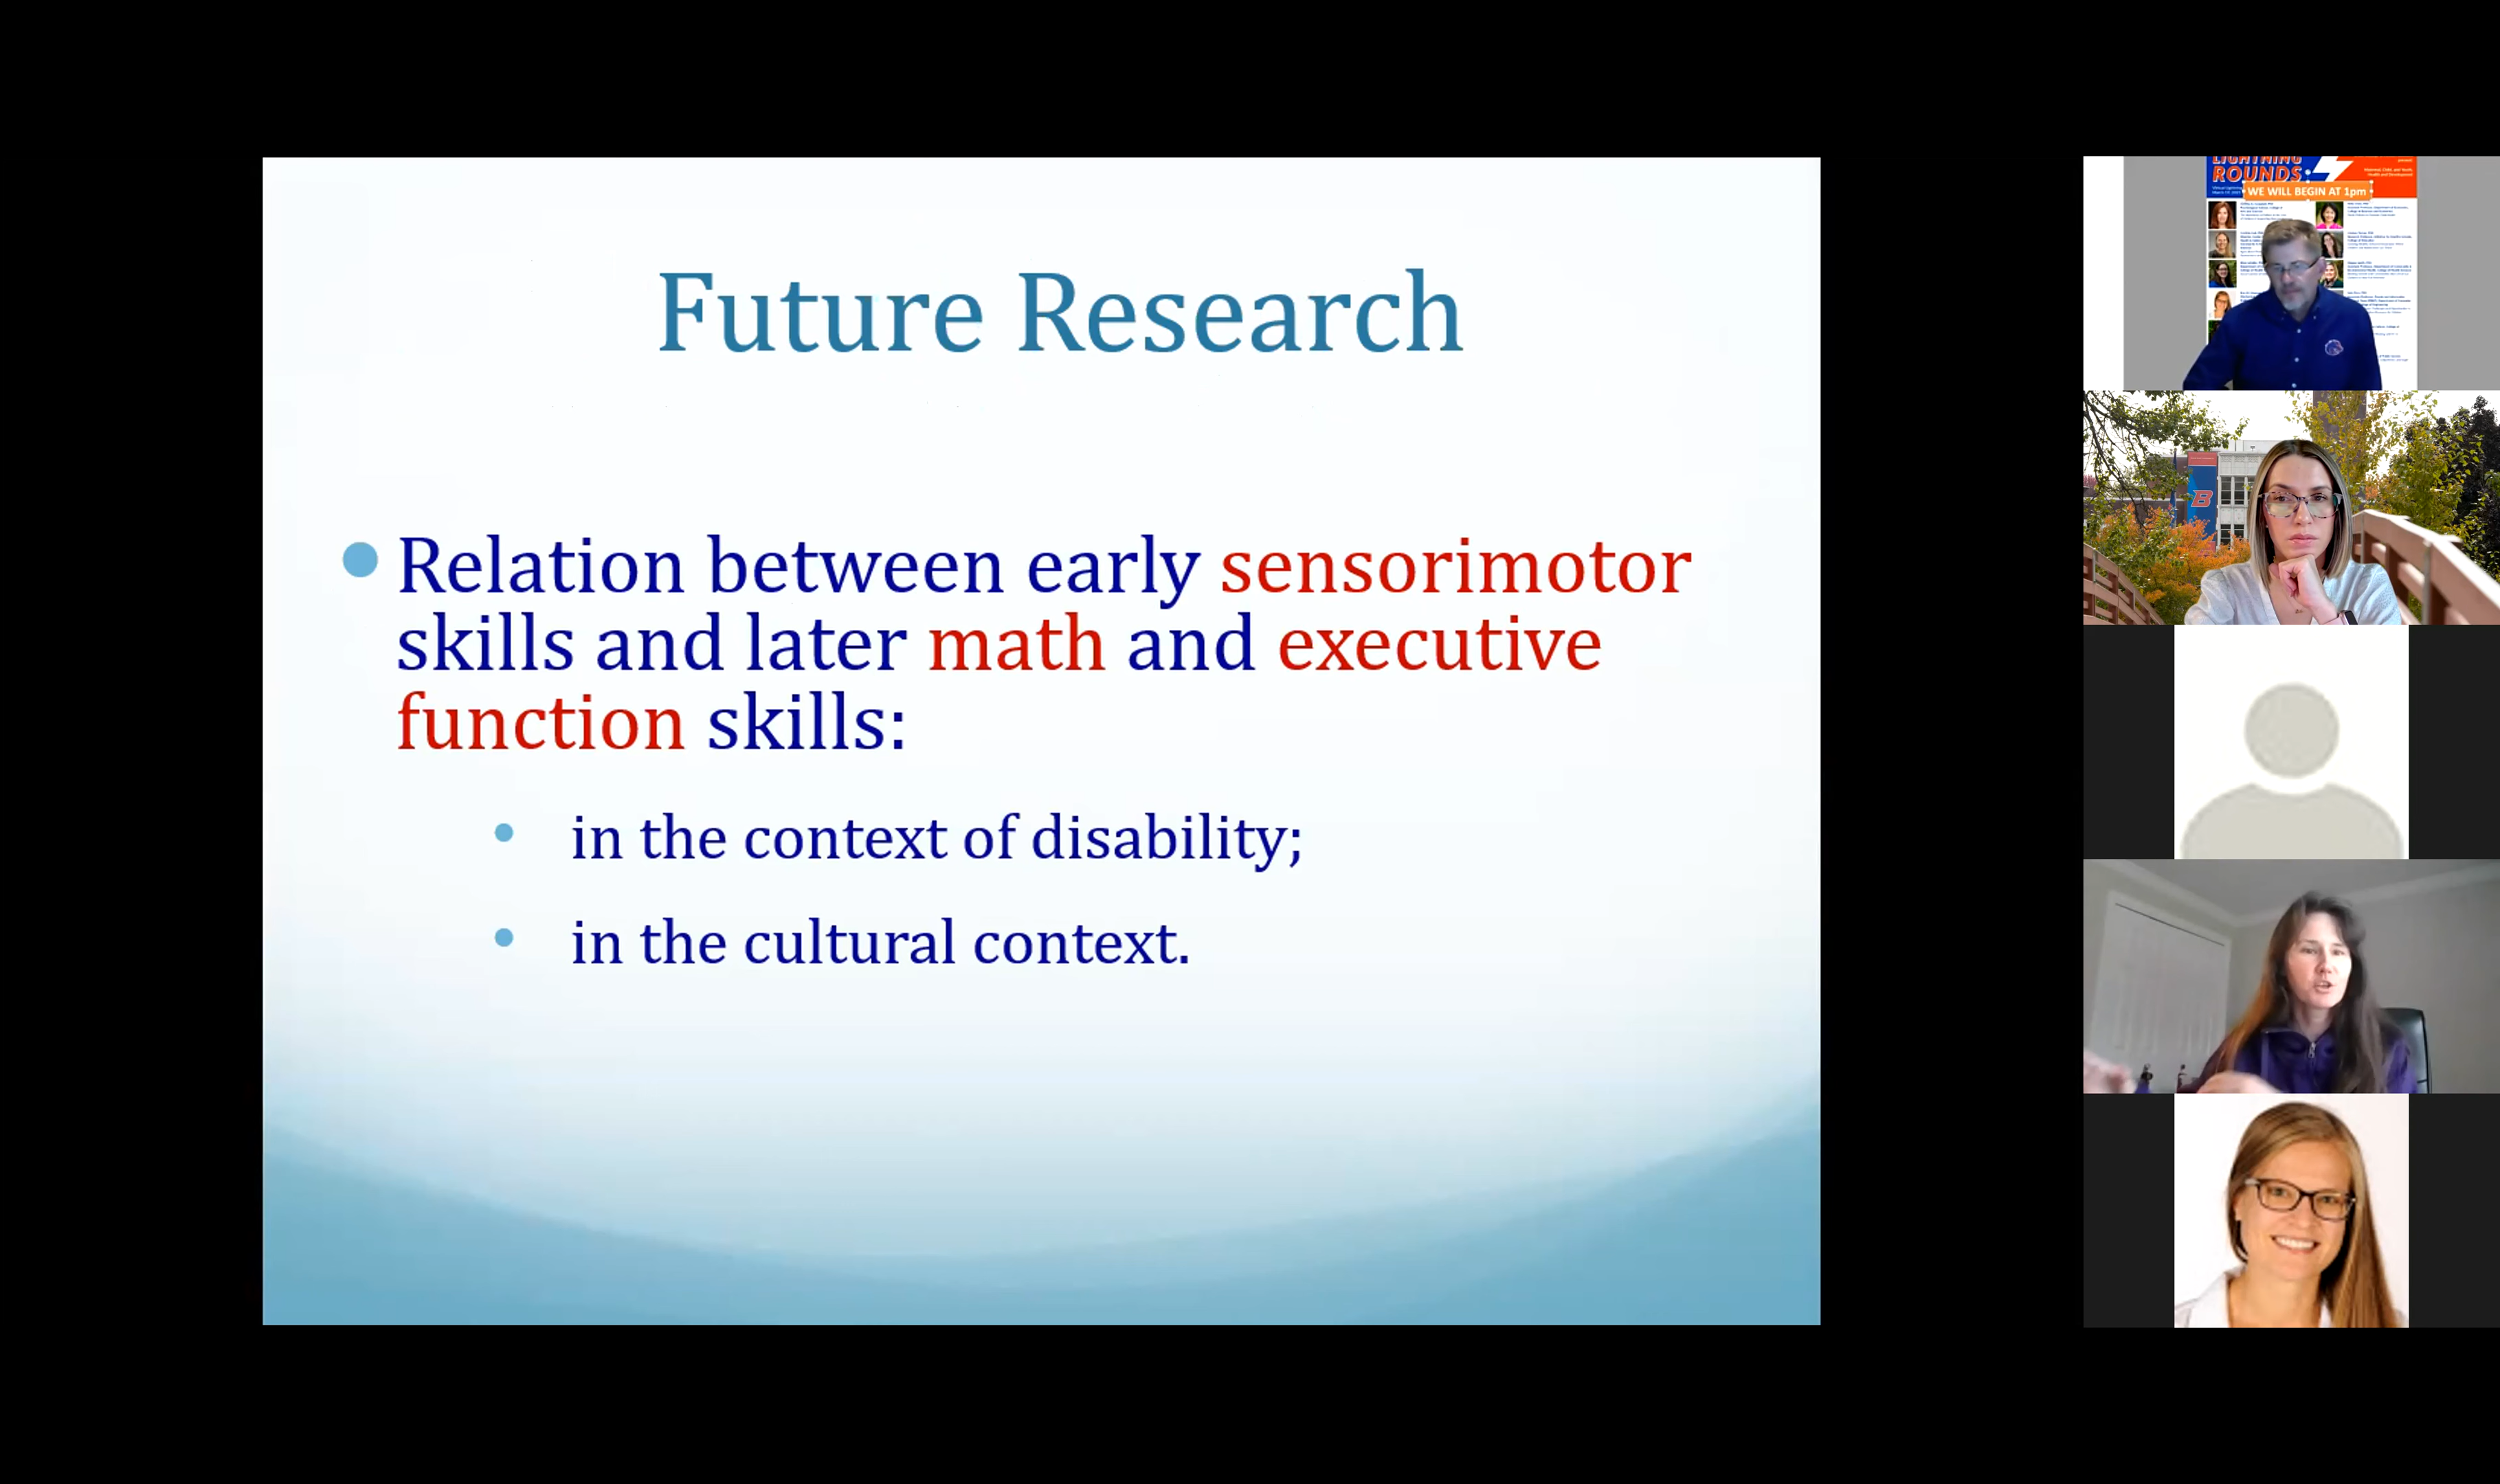 Future Research
Relation between early sensorimotor
skills and later math and executive
function skills:
in the context of disability;
in the cultural context.
LIGHTNING
ROUNDS:
WE WILL BEGIN AT 1pm
B